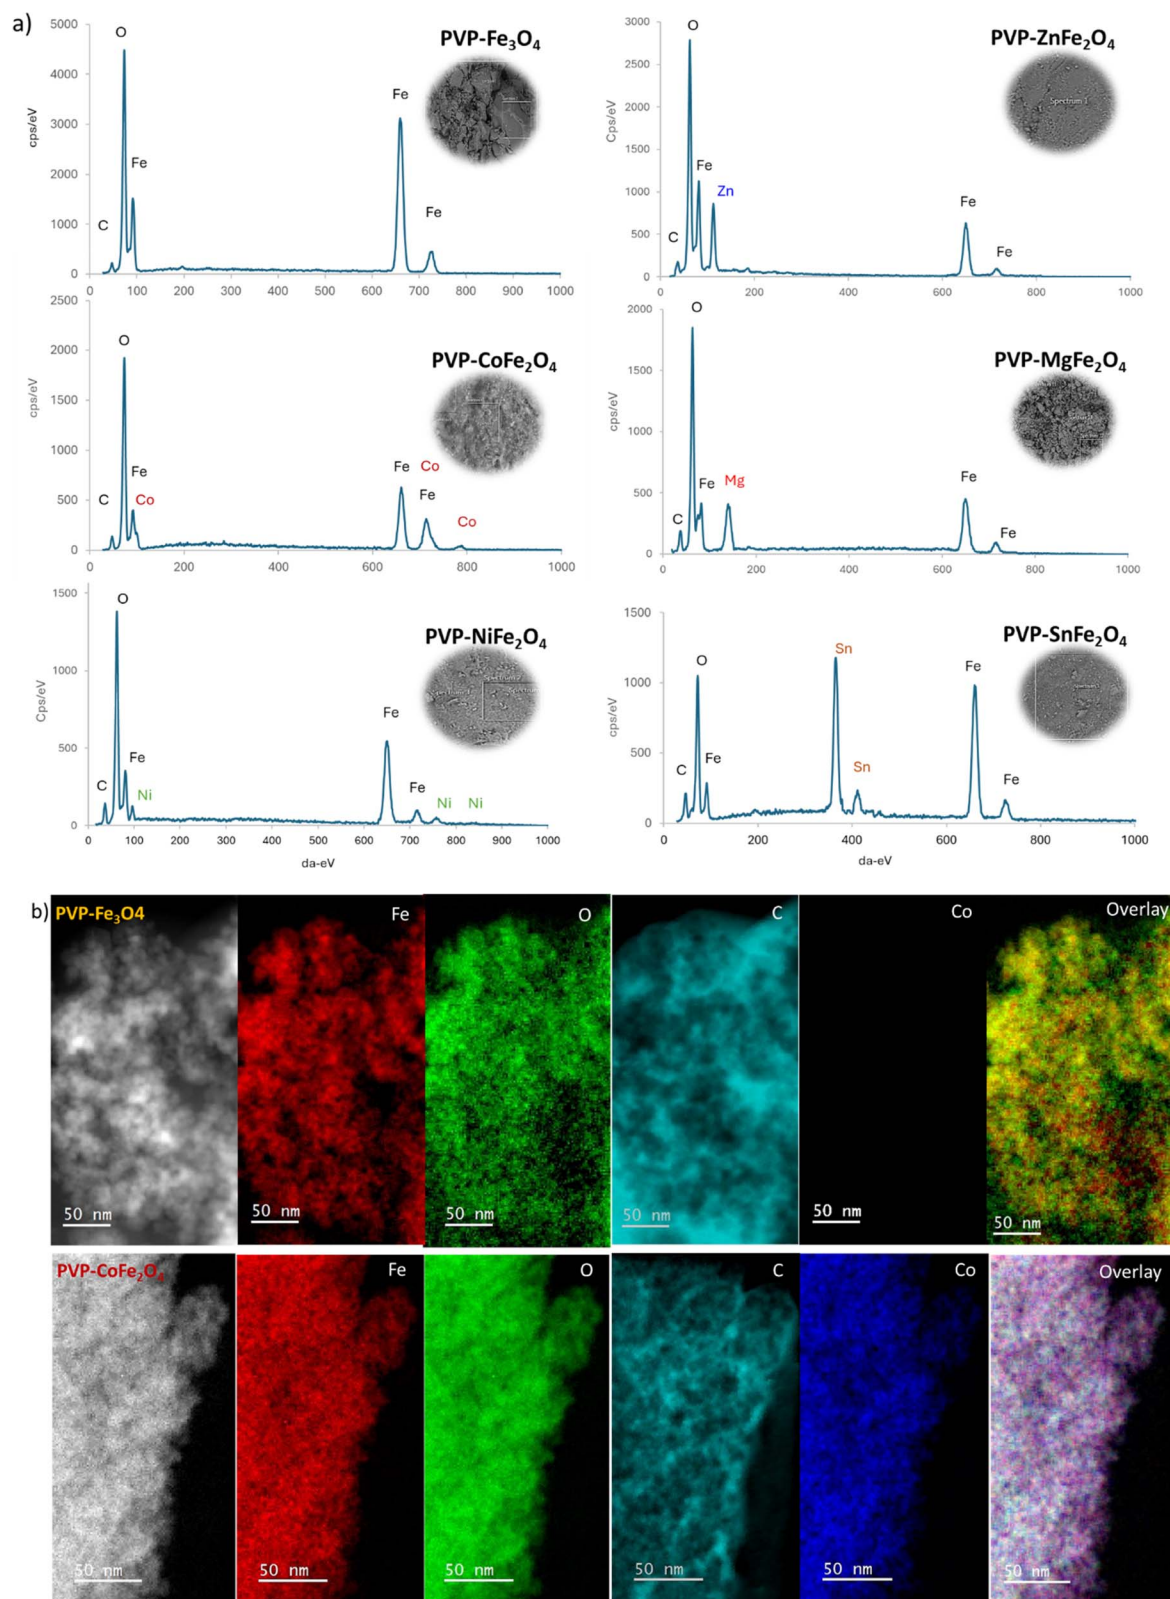 a)
PVP-Fe₃O₄
cps/eV
5000
4000
3000
2000
1000
0
O
Fe
C
Fe
Fe
0 100 200 300 400 500 600 700 800 900 1000
PVP-ZnFe₂O₄
Cps/eV
3000
2500
2000
3000
1000
500
0
O
Fe
Zn
C
Fe
Fe
Spectrum 1
0 200 400 600 800 1000
PVP-CoFe₂O₄
cps/eV
2500
2000
1500
1000
500
0
O
Fe
Co
C
Fe
Co
Fe
Co
0 200 400 600 800 1000
PVP-MgFe₂O₄
cps/eV
2000
1500
1000
500
0
O
Fe
Mg
C
Fe
Fe
0 200 400 600 800 1000
PVP-NiFe₂O₄
Cps/eV
1500
1000
500
0
O
Fe
Ni
C
Fe
Fe
Ni
Ni
Spectrum 2
Spectrum 1
0 100 200 300 400 500 600 700 800 900 1000
da-eV
PVP-SnFe₂O₄
cps/eV
1500
1000
500
0
O
C
Fe
Sn
Sn
Fe
Fe
0 200 400 600 800 1000
da-eV
b)
PVP-Fe₃O4
Fe
O
C
Co
Overlay
50 nm
50 nm
50 nm
50 nm
50 nm
50 nm
PVP-CoFe₂O₄
Fe
O
C
Co
Overlay
50 nm
50 nm
50 nm
50 nm
50 nm
50 nm